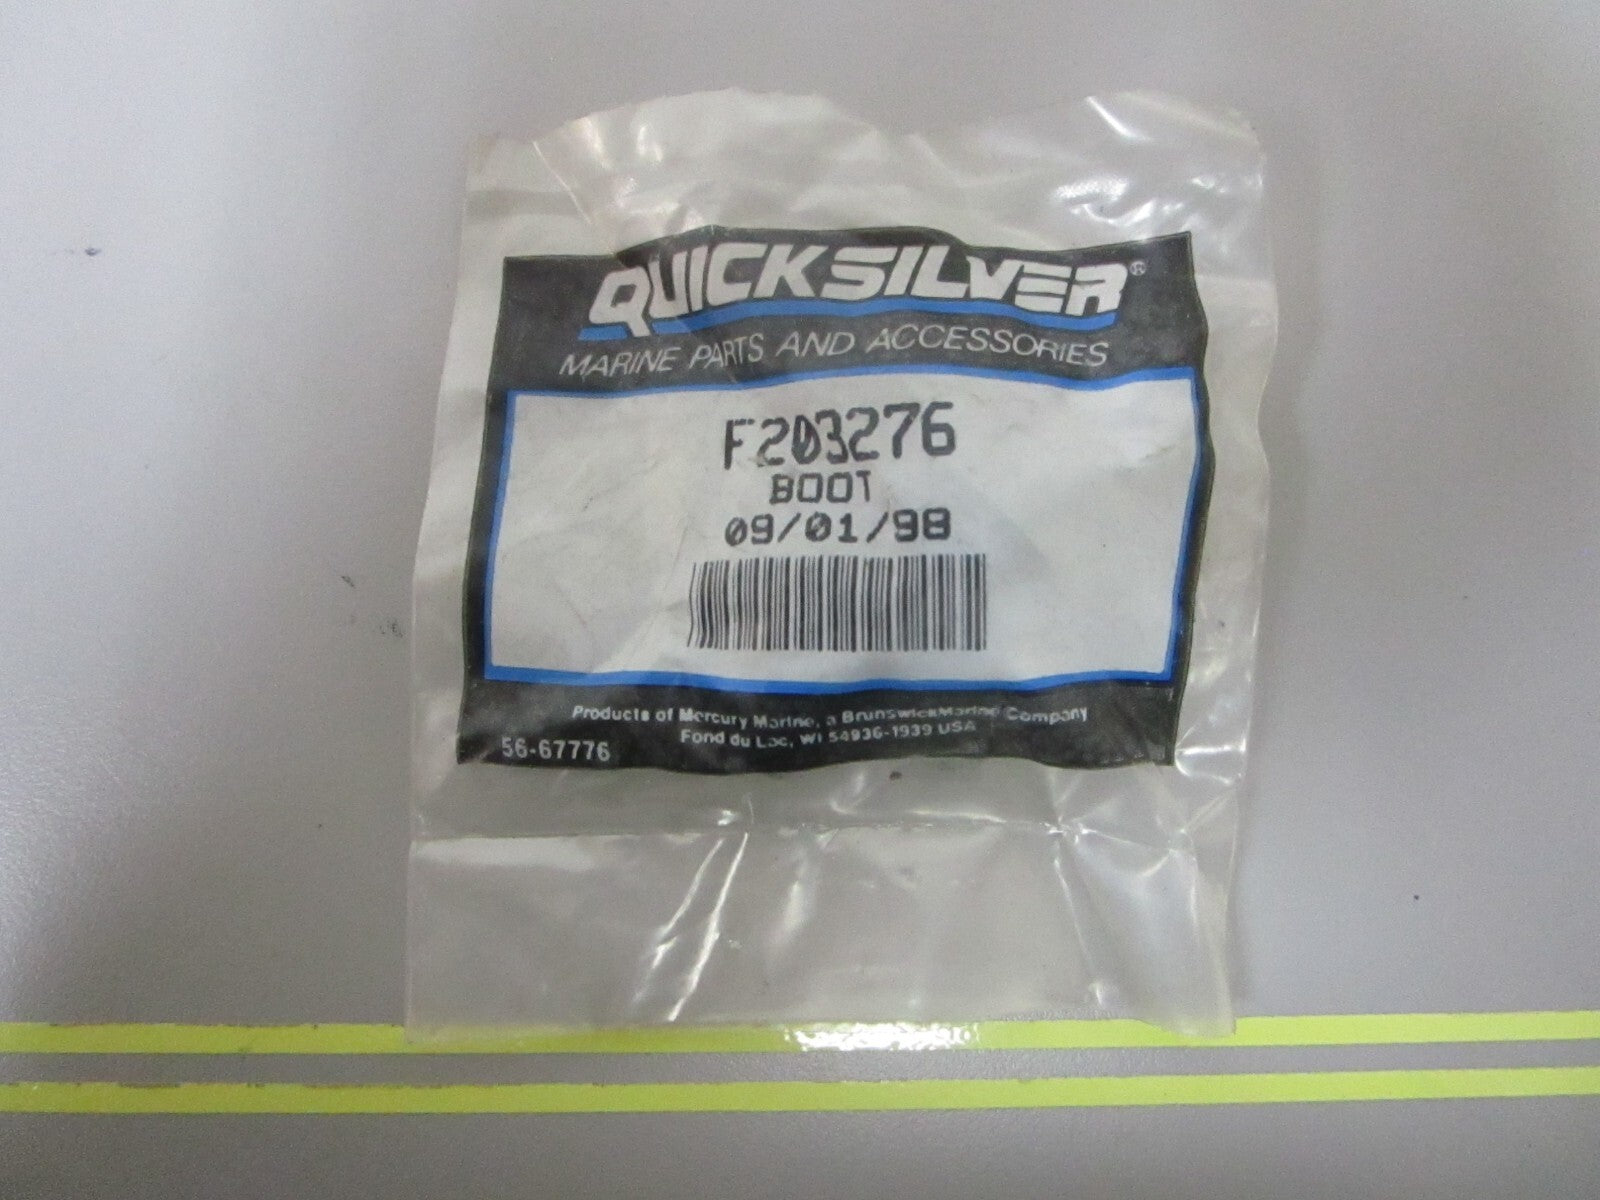 QUICKSILVER®
MARINE PARTS AND ACCESSORIES
F203276
BOOT
09/01/98
Products of Mercury Marine, a Brunswick Marine Company
Fond du Lac, WI 54936-1939 USA
56-67776